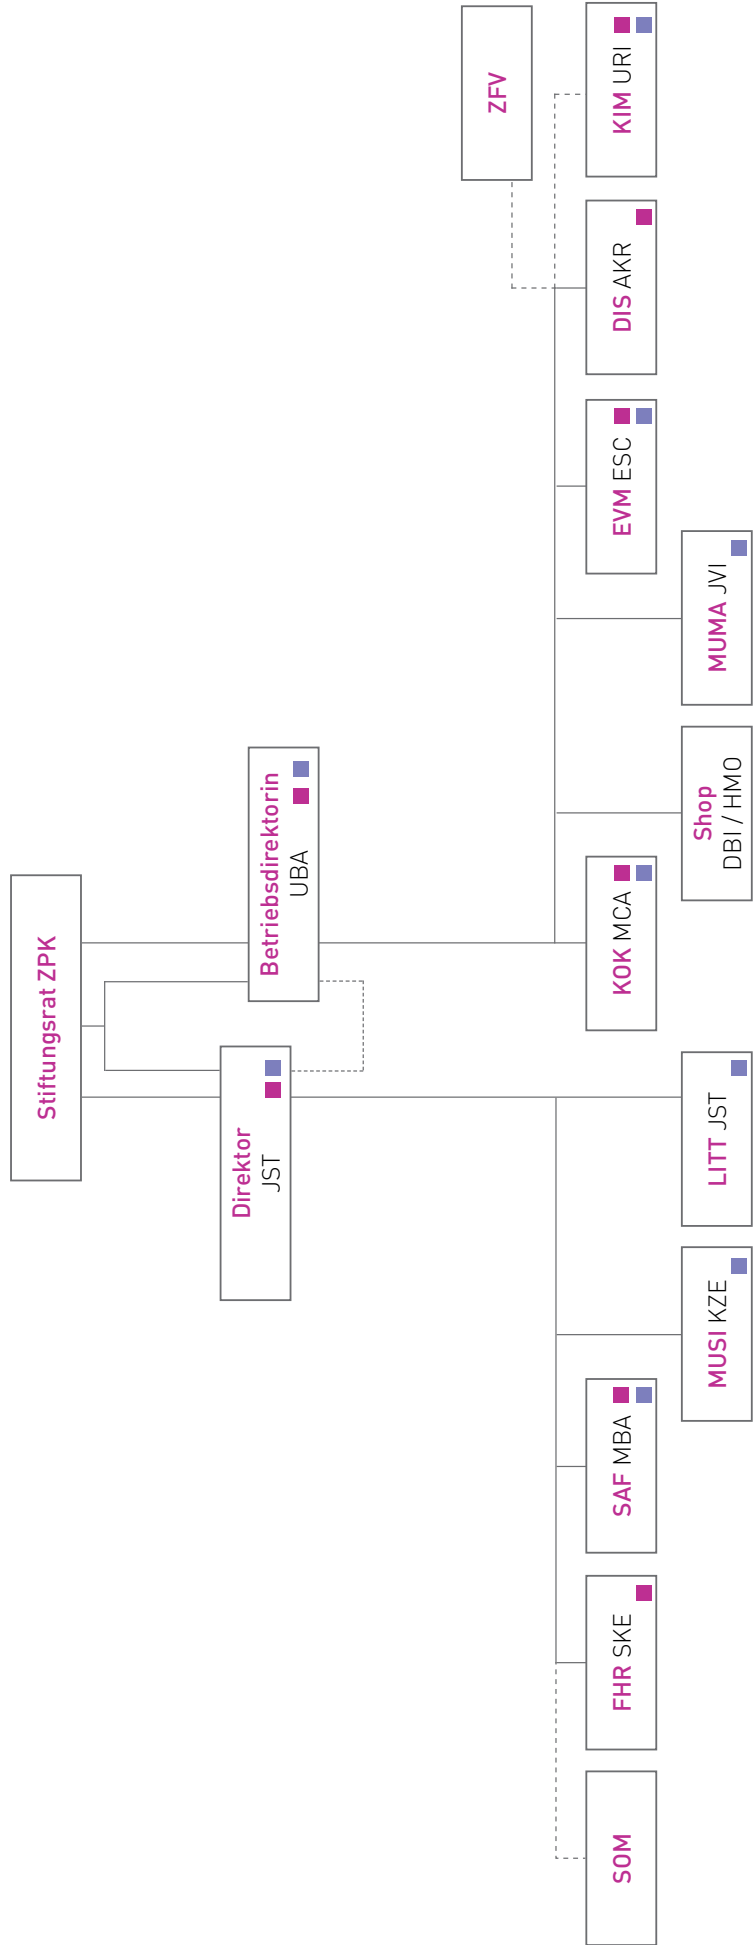 Stiftungsrat ZPK
Direktor
JST
Betriebsdirektorin
UBA
ZFV
SOM
FHR SKE
SAF MBA
KOK MCA
EVM ESC
DIS AKR
KIM URI
MUSI KZE
LITT JST
Shop
DBI / HMO
MUMA JVI